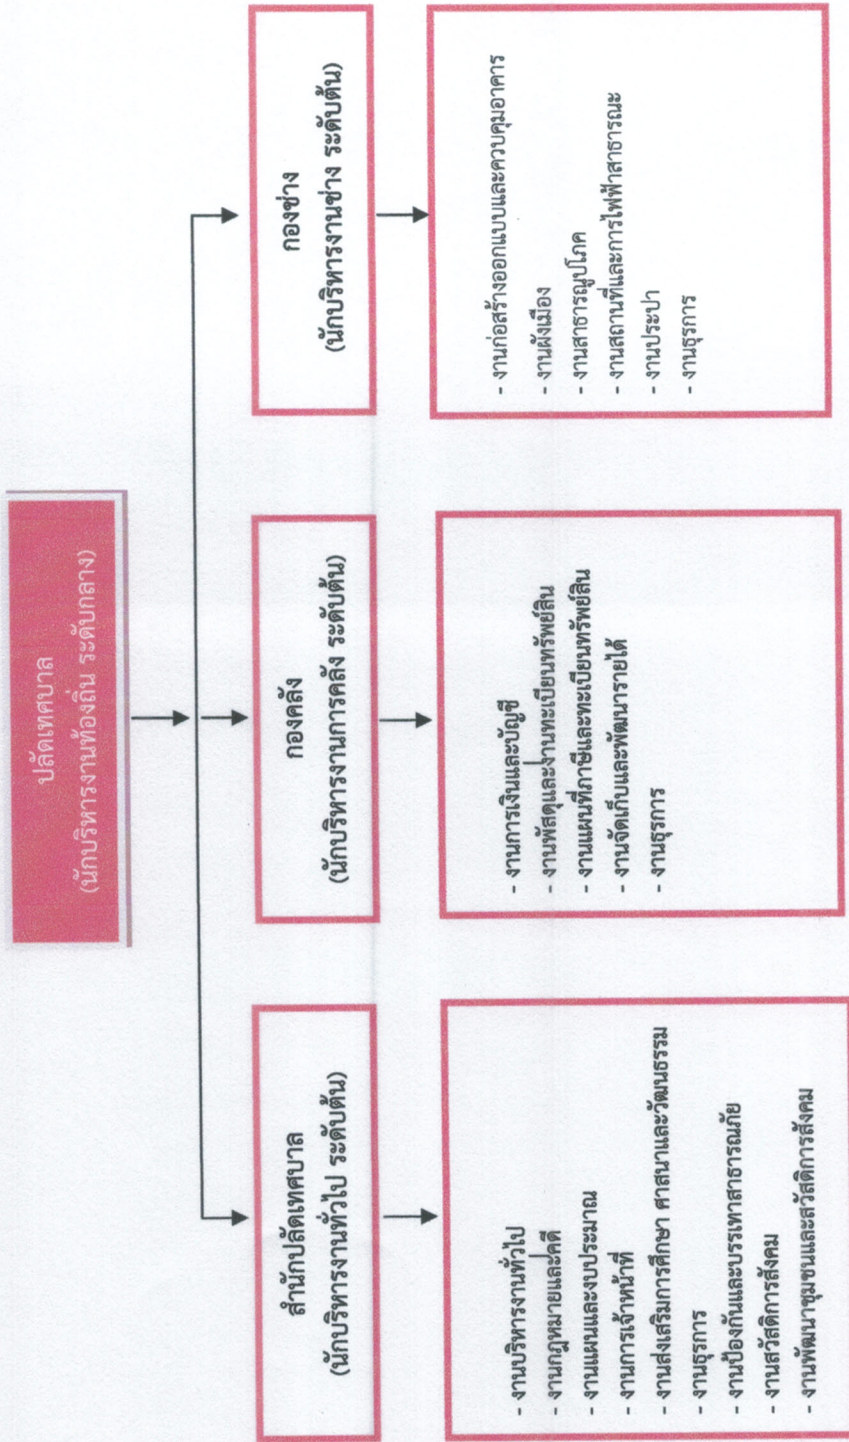 ปลัดเทศบาล
(นักบริหารงานท้องถิ่น ระดับกลาง)
สำนักปลัดเทศบาล
(นักบริหารงานทั่วไป ระดับต้น)
- งานบริหารงานทั่วไป
- งานกฎหมายและคดี
- งานแผนและงบประมาณ
- งานการเจ้าหน้าที่
- งานส่งเสริมการศึกษา ศาสนาและวัฒนธรรม
- งานธุรการ
- งานป้องกันและบรรเทาสาธารณภัย
- งานสวัสดิการสังคม
- งานพัฒนาชุมชนและสวัสดิการสังคม
กองคลัง
(นักบริหารงานการคลัง ระดับต้น)
- งานการเงินและบัญชี
- งานพัสดุและงานทะเบียนทรัพย์สิน
- งานแผนที่ภาษีและทะเบียนทรัพย์สิน
- งานจัดเก็บและพัฒนารายได้
- งานธุรการ
กองช่าง
(นักบริหารงานช่าง ระดับต้น)
- งานก่อสร้างออกแบบและควบคุมอาคาร
- งานผังเมือง
- งานสาธารณูปโภค
- งานสถานที่และการไฟฟ้าสาธารณะ
- งานประปา
- งานธุรการ